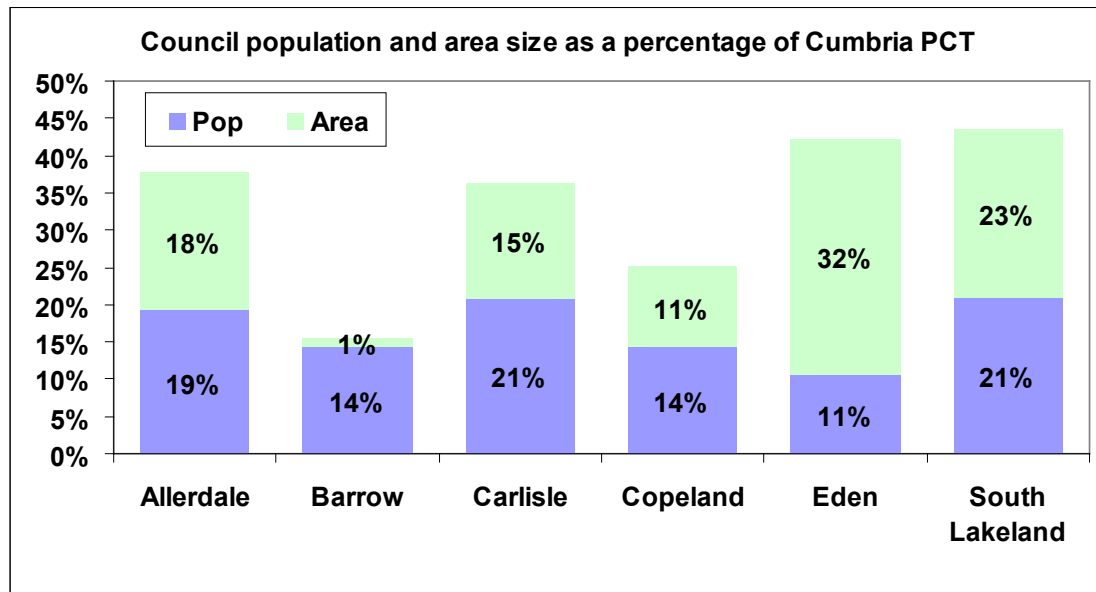 Council population and area size as a percentage of Cumbria PCT
50%
45%
40%
35%
30%
25%
20%
15%
10%
5%
0%
Pop Area
18% 1% 15% 11% 32% 23%
19% 14% 21% 14% 11% 21%
Allerdale Barrow Carlisle Copeland Eden South
Lakeland